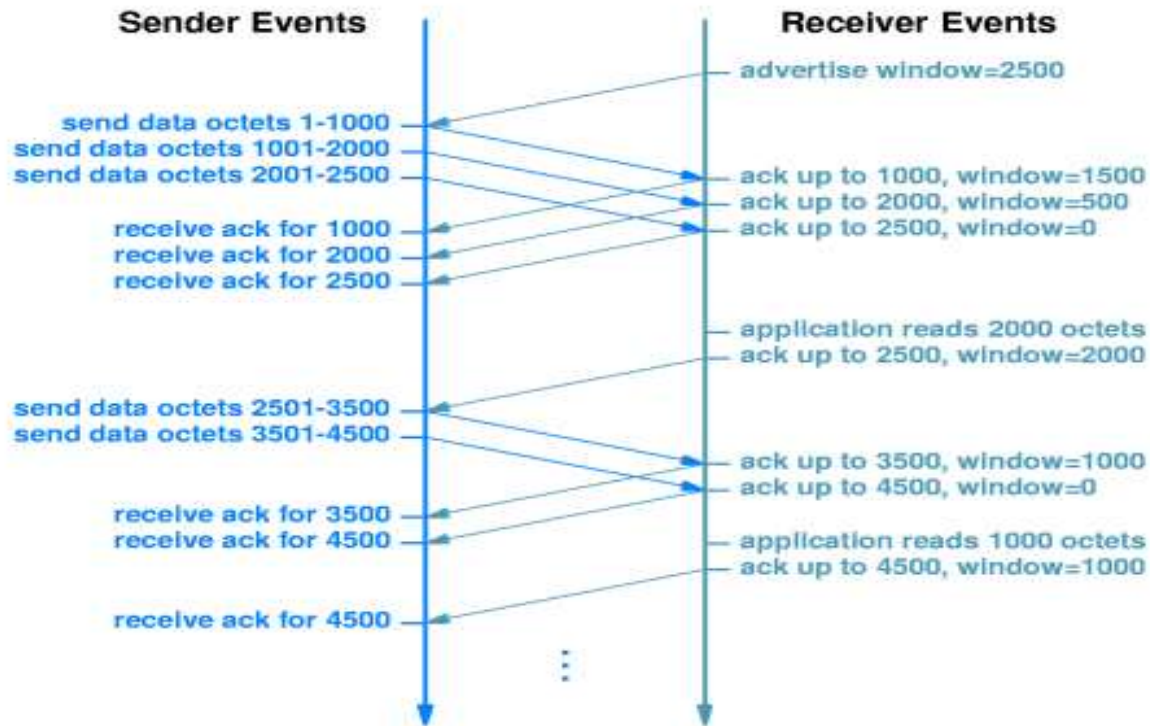 Sender Events
Receiver Events
advertise window=2500
send data octets 1-1000
send data octets 1001-2000
send data octets 2001-2500
ack up to 1000, window=1500
ack up to 2000, window=500
ack up to 2500, window=0
receive ack for 1000
receive ack for 2000
receive ack for 2500
application reads 2000 octets
ack up to 2500, window=2000
send data octets 2501-3500
send data octets 3501-4500
ack up to 3500, window=1000
ack up to 4500, window=0
receive ack for 3500
receive ack for 4500
application reads 1000 octets
ack up to 4500, window=1000
receive ack for 4500